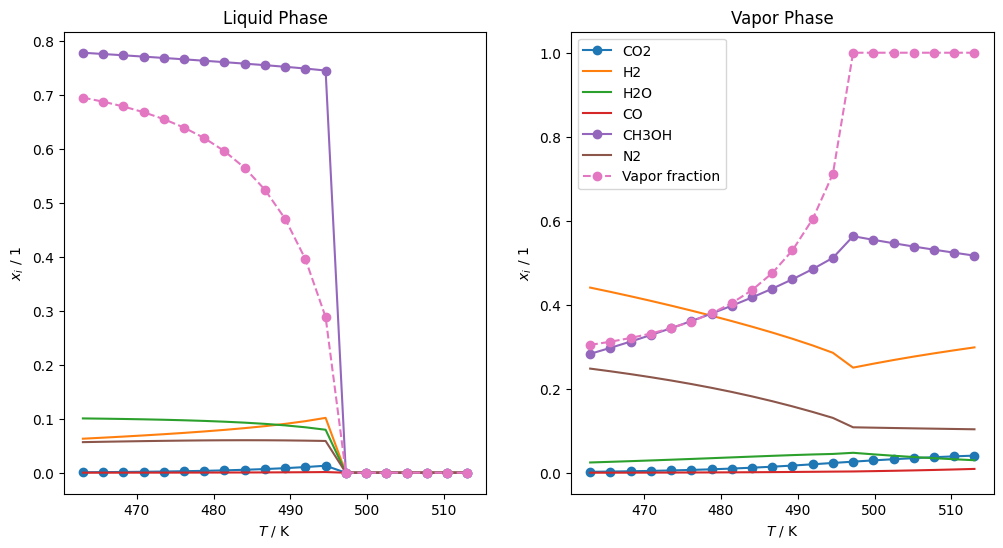 Liquid Phase
0.8
0.7
0.6
0.5
0.4
0.3
0.2
0.1
0.0
x_i / 1
470
480
490
500
510
T / K
Vapor Phase
1.0
0.8
0.6
0.4
0.2
0.0
x_i / 1
CO2
H2
H2O
CO
CH3OH
N2
Vapor fraction
470
480
490
500
510
T / K